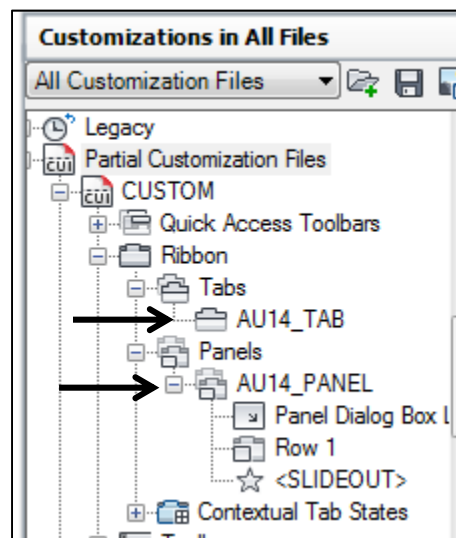 Customizations in All Files
All Customization Files
Legacy
Partial Customization Files
CUSTOM
Quick Access Toolbars
Ribbon
Tabs
AU14_TAB
Panels
AU14_PANEL
Panel Dialog Box
Row 1
<SLIDEOUT>
Contextual Tab States